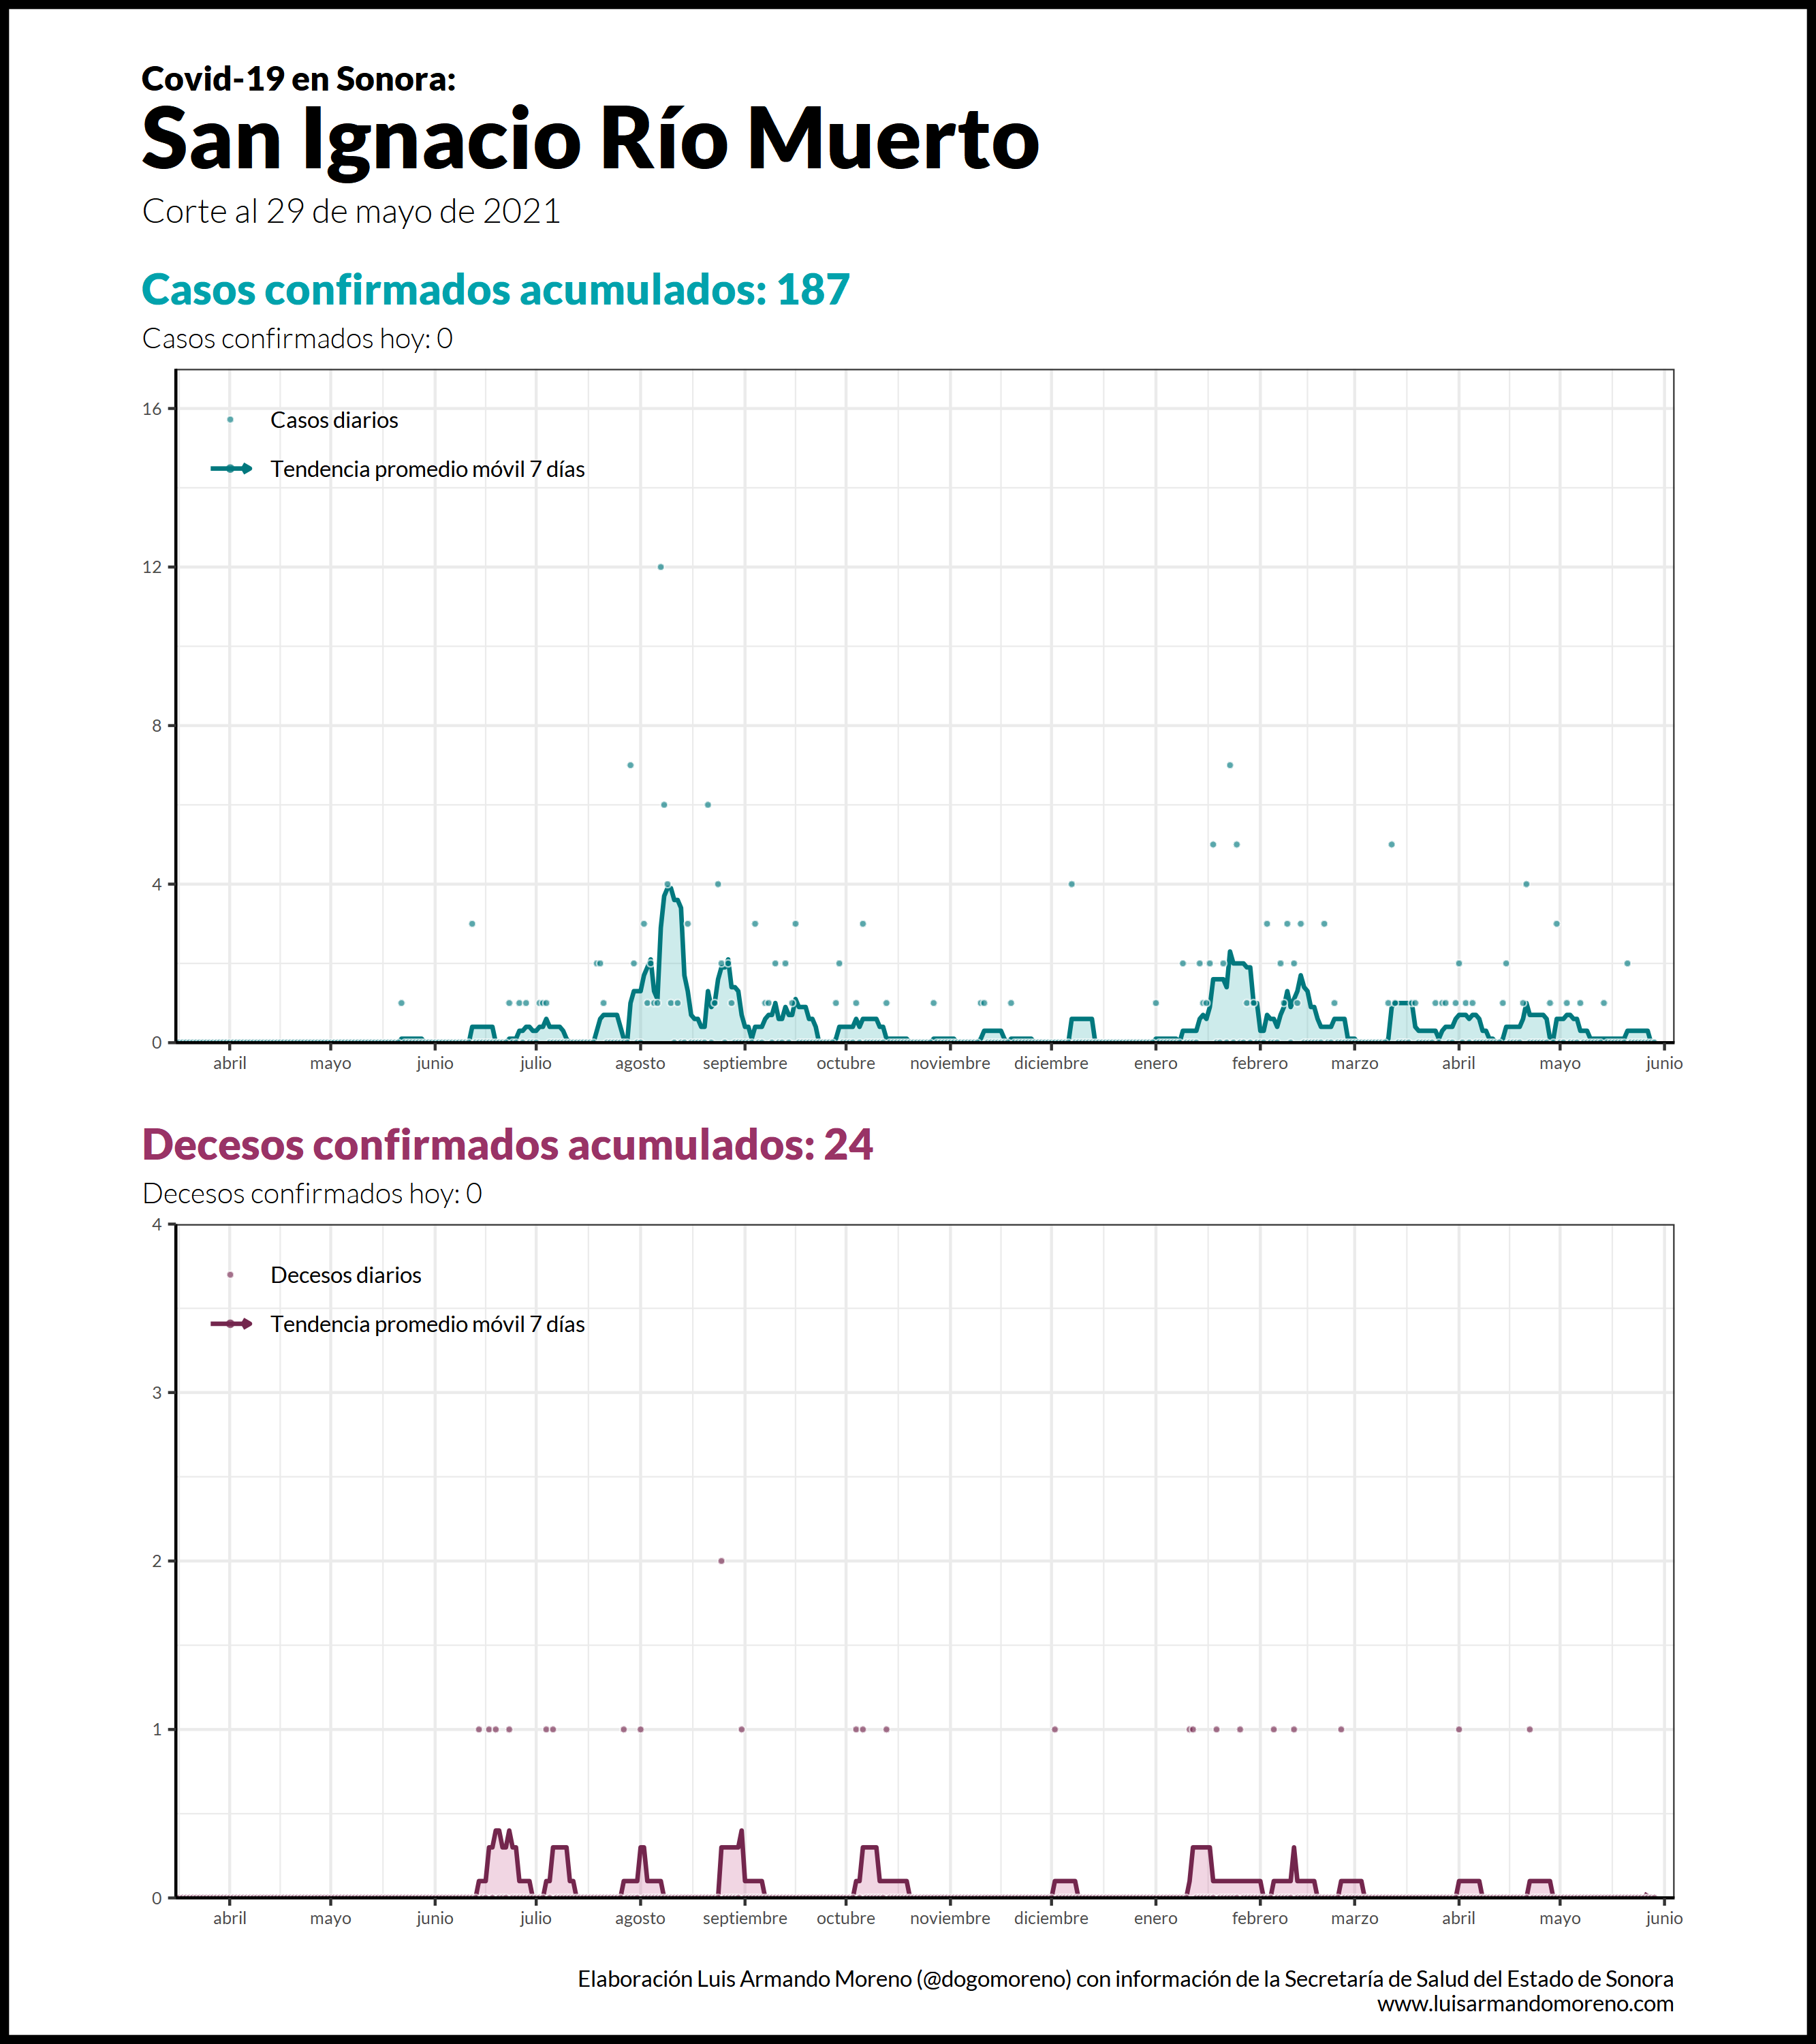 Covid-19 en Sonora:
San Ignacio Río Muerto
Corte al 29 de mayo de 2021
Casos confirmados acumulados: 187
Casos confirmados hoy: 0
16
Casos diarios
Tendencia promedio móvil 7 días
12
8
4
0
abril mayo junio julio agosto septiembre octubre noviembre diciembre enero febrero marzo abril mayo junio
Decesos confirmados acumulados: 24
Decesos confirmados hoy: 0
4
Decesos diarios
Tendencia promedio móvil 7 días
3
2
1
0
abril mayo junio julio agosto septiembre octubre noviembre diciembre enero febrero marzo abril mayo junio
Elaboración Luis Armando Moreno (@dogomoreno) con información de la Secretaría de Salud del Estado de Sonora
www.luisarmandomoreno.com